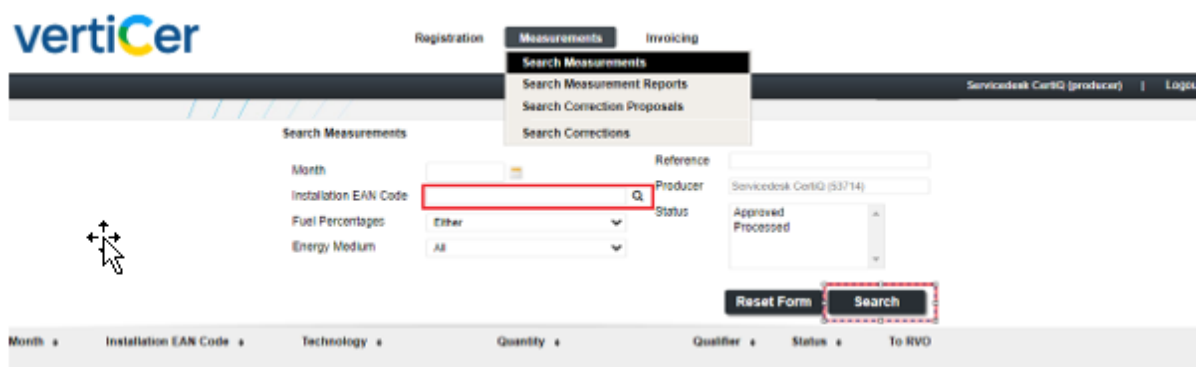 vertiCer
Registration Measurements Invoicing
Search Measurements
Search Measurement Reports
Search Correction Proposals
Search Corrections
Servicedesk CertiQ (producer) | Logou
Search Measurements
Month
Installation EAN Code
Fuel Percentages Either
Energy Medium All
Reference
Producer Servicedesk CertiQ (53714)
Status Approved
Processed
Reset Form Search
Month Installation EAN Code Technology Quantity Qualifier Status To RVO